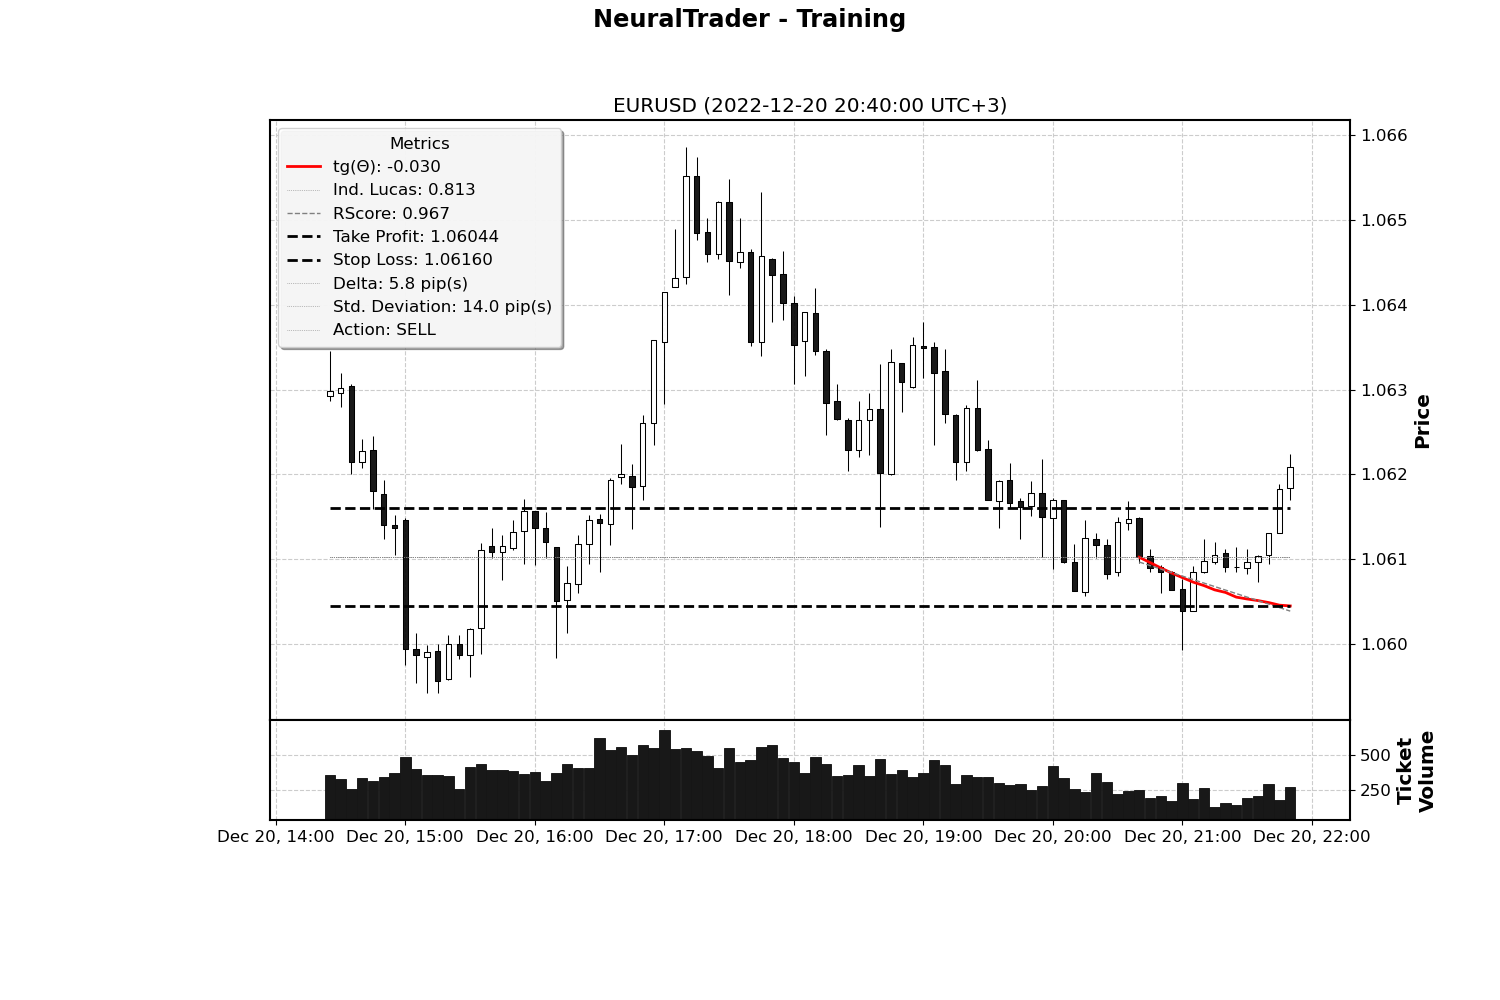 NeuralTrader - Training
EURUSD (2022-12-20 20:40:00 UTC+3)
Metrics
tg(Θ): -0.030
Ind. Lucas: 0.813
RScore: 0.967
Take Profit: 1.06044
Stop Loss: 1.06160
Delta: 5.8 pip(s)
Std. Deviation: 14.0 pip(s)
Action: SELL
1.066
1.065
1.064
1.063
1.062
1.061
1.060
Price
500
250
Ticket
Volume
Dec 20, 14:00 Dec 20, 15:00 Dec 20, 16:00 Dec 20, 17:00 Dec 20, 18:00 Dec 20, 19:00 Dec 20, 20:00 Dec 20, 21:00 Dec 20, 22:00